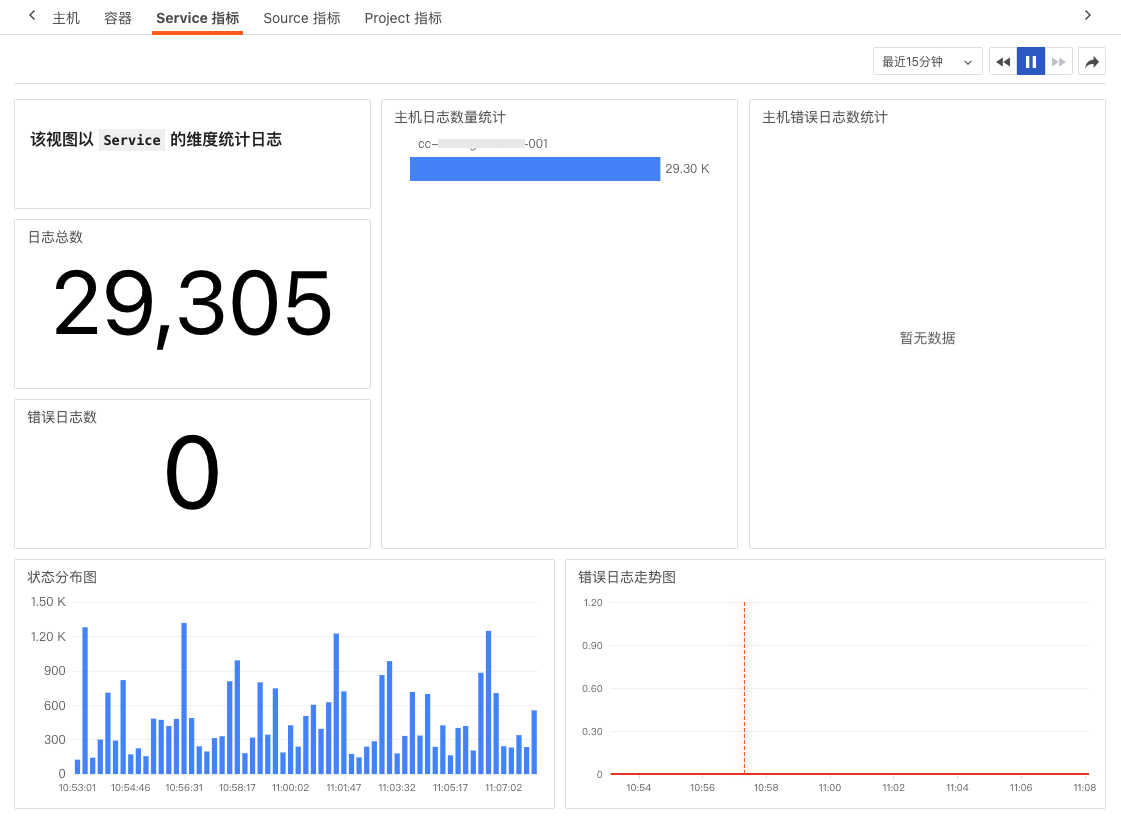 主机 容器 Service 指标 Source 指标 Project 指标
最近15分钟
该视图以 Service 的维度统计日志
日志总数
29,305
错误日志数
0
主机日志数量统计
cc- -001
29.30 K
主机错误日志数统计
暂无数据
状态分布图
1.50 K
1.20 K
900
600
300
0
10:53:01 10:54:46 10:56:31 10:58:17 11:00:02 11:01:47 11:03:32 11:05:17 11:07:02
错误日志走势图
1.20
0.90
0.60
0.30
0
10:54 10:56 10:58 11:00 11:02 11:04 11:06 11:08